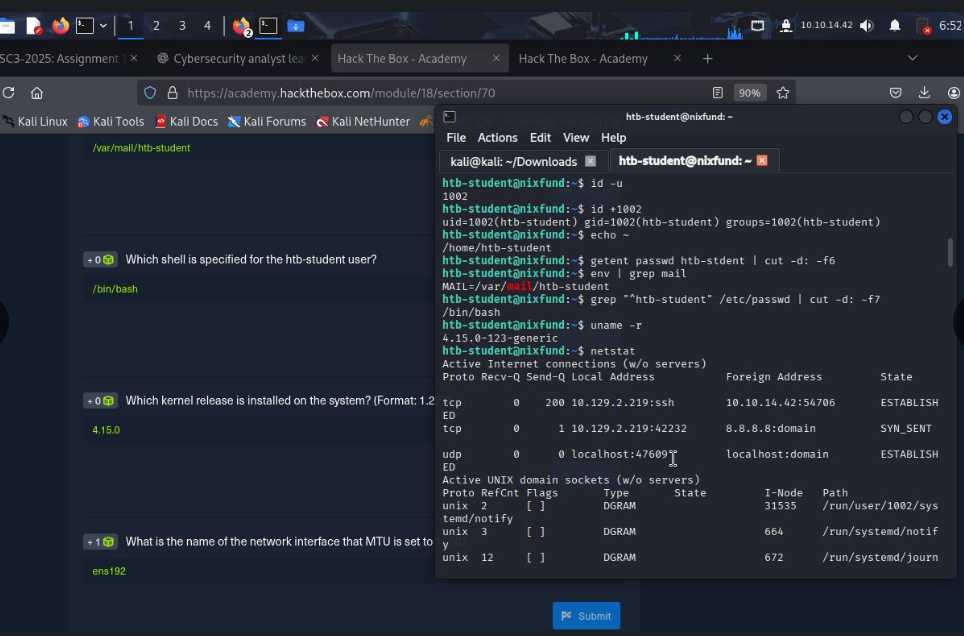 1 2 3 4 2 10.10.14.42 6:52
SC3-2025: Assignment 1 × Cybersecurity analyst lea × Hack The Box - Academy × Hack The Box - Academy × +
https://academy.hackthebox.com/module/18/section/70 90%
Kali Linux Kali Tools Kali Docs Kali Forums Kali NetHunter
/var/mail/htb-student
+ 0 Which shell is specified for the htb-student user?
/bin/bash
+ 0 Which kernel release is installed on the system? (Format: 1.2
4.15.0
+ 1 What is the name of the network interface that MTU is set to
ens192
Submit
htb-student@nixfund: ~
File Actions Edit View Help
kali@kali: ~/Downloads htb-student@nixfund: ~
htb-student@nixfund:~$ id -u
1002
htb-student@nixfund:~$ id +1002
uid=1002(htb-student) gid=1002(htb-student) groups=1002(htb-student)
htb-student@nixfund:~$ echo ~
/home/htb-student
htb-student@nixfund:~$ getent passwd htb-stdent | cut -d: -f6
htb-student@nixfund:~$ env | grep mail
MAIL=/var/mail/htb-student
htb-student@nixfund:~$ grep "^htb-student" /etc/passwd | cut -d: -f7
/bin/bash
htb-student@nixfund:~$ uname -r
4.15.0-123-generic
htb-student@nixfund:~$ netstat
Active Internet connections (w/o servers)
Proto Recv-Q Send-Q Local Address Foreign Address State
tcp 0 200 10.129.2.219:ssh 10.10.14.42:54706 ESTABLISH
ED
tcp 0 1 10.129.2.219:42232 8.8.8.8:domain SYN_SENT
udp 0 0 localhost:47609 localhost:domain ESTABLISH
ED
Active UNIX domain sockets (w/o servers)
Proto RefCnt Flags Type State I-Node Path
unix 2 [ ] DGRAM 31535 /run/user/1002/sys
temd/notify
unix 3 [ ] DGRAM 664 /run/systemd/notif
y
unix 12 [ ] DGRAM 672 /run/systemd/journ